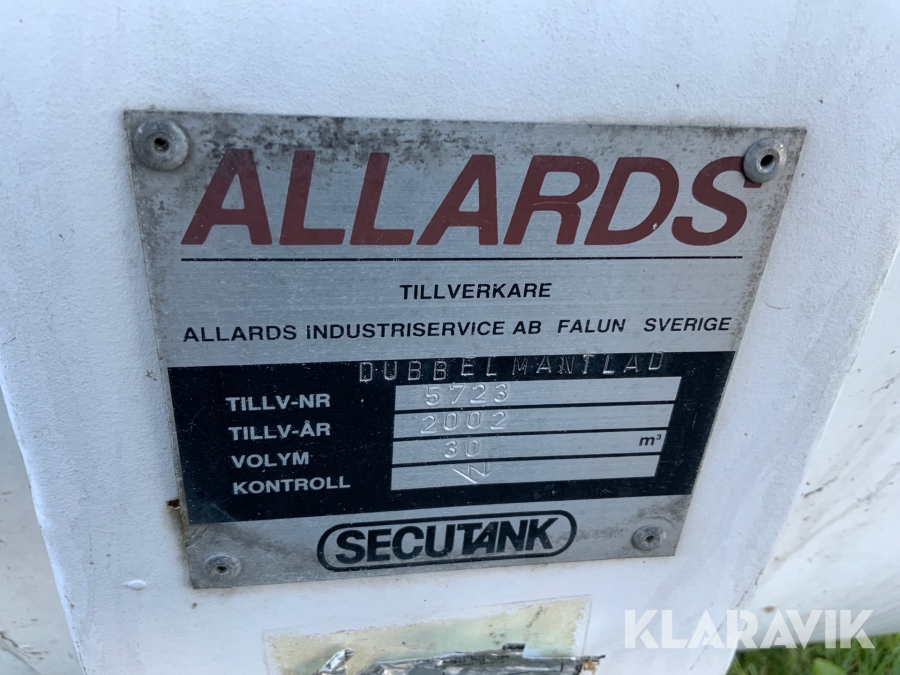 ALLARDS
TILLVERKARE
ALLARDS INDUSTRISERVICE AB FALUN SVERIGE
DUBBELMANTLAD
TILLV-NR 5723
TILLV-ÅR 2002
VOLYM 30 m³
KONTROLL
SECUTANK
KLARAVIK